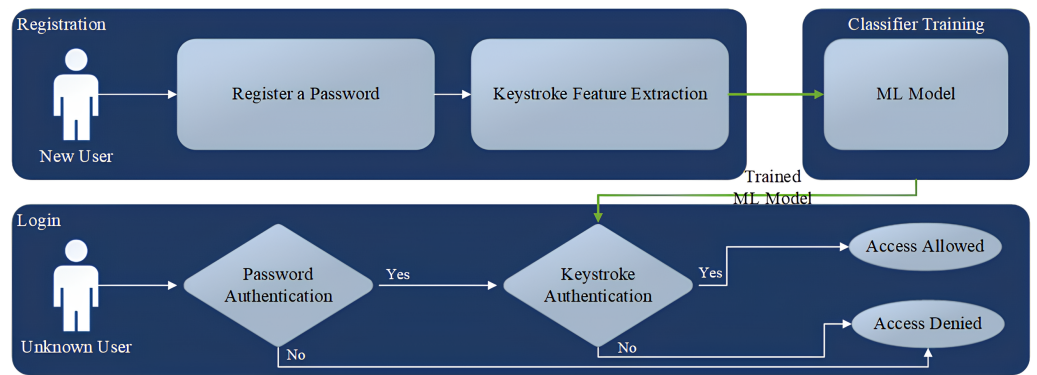 Registration
Classifier Training
Register a Password
Keystroke Feature Extraction
ML Model
New User
Trained
ML Model
Login
Password
Authentication
Yes
Keystroke
Authentication
Yes
Access Allowed
Access Denied
Unknown User
No
No